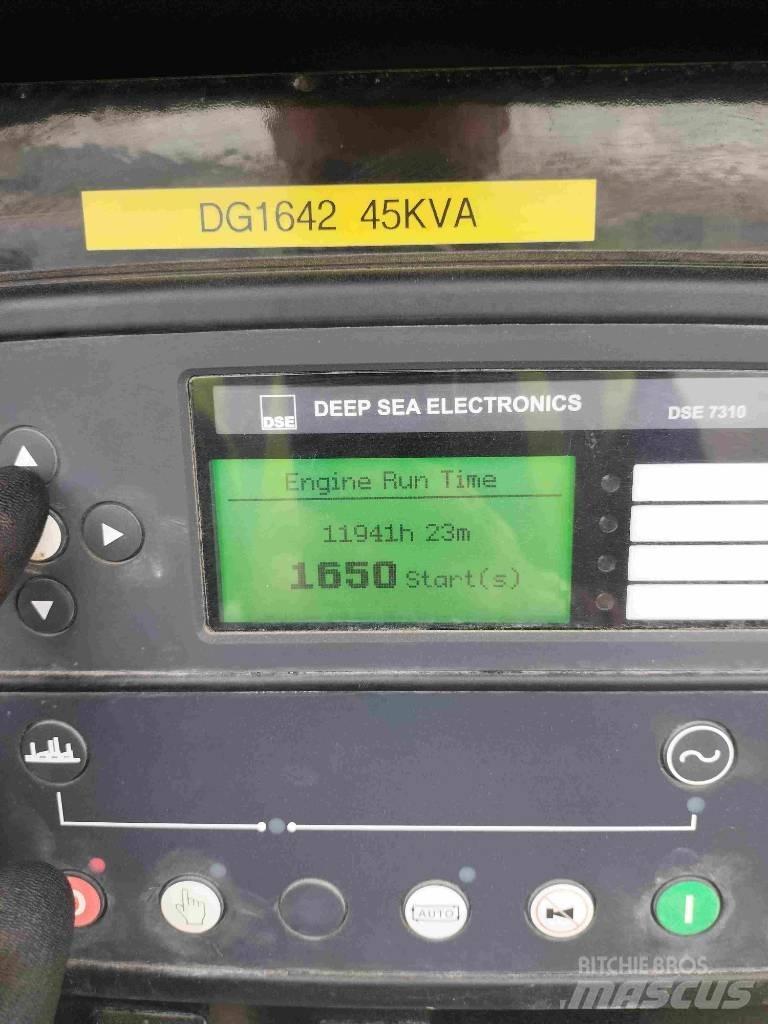 DG1642 45KVA
DSE DEEP SEA ELECTRONICS DSE 7310
Engine Run Time
11941h 23m
1650 Start(s)
AUTO
RITCHIE BROS.
MASCUS